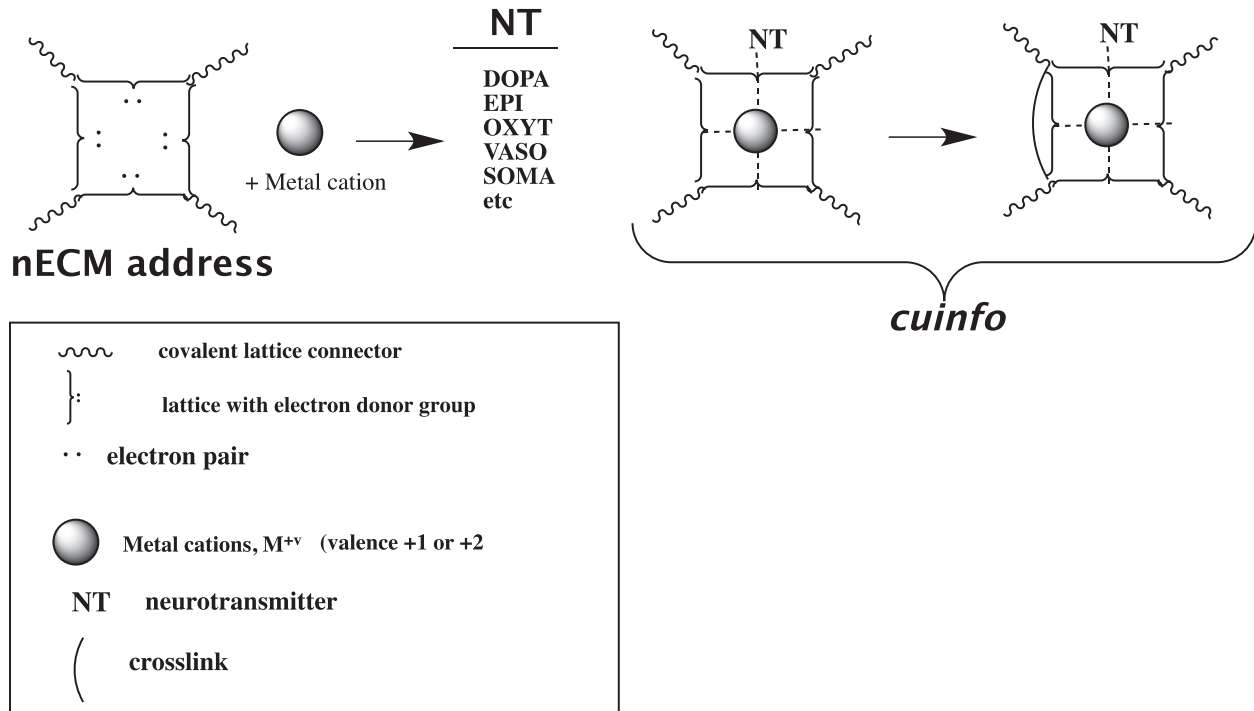 NT
DOPA
EPI
OXYT
VASO
SOMA
etc
+ Metal cation
nECM address
NT
NT
cuinfo
covalent lattice connector
lattice with electron donor group
electron pair
Metal cations, M+v (valence +1 or +2
NT neurotransmitter
crosslink